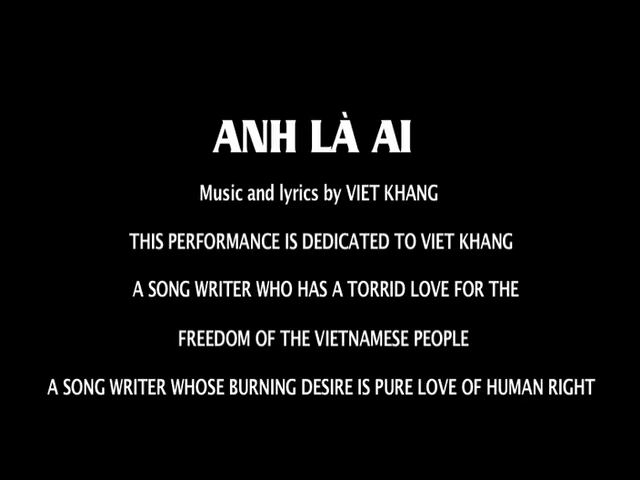 ANH LÀ AI
Music and lyrics by VIET KHANG
THIS PERFORMANCE IS DEDICATED TO VIET KHANG
A SONG WRITER WHO HAS A TORRID LOVE FOR THE
FREEDOM OF THE VIETNAMESE PEOPLE
A SONG WRITER WHOSE BURNING DESIRE IS PURE LOVE OF HUMAN RIGHT